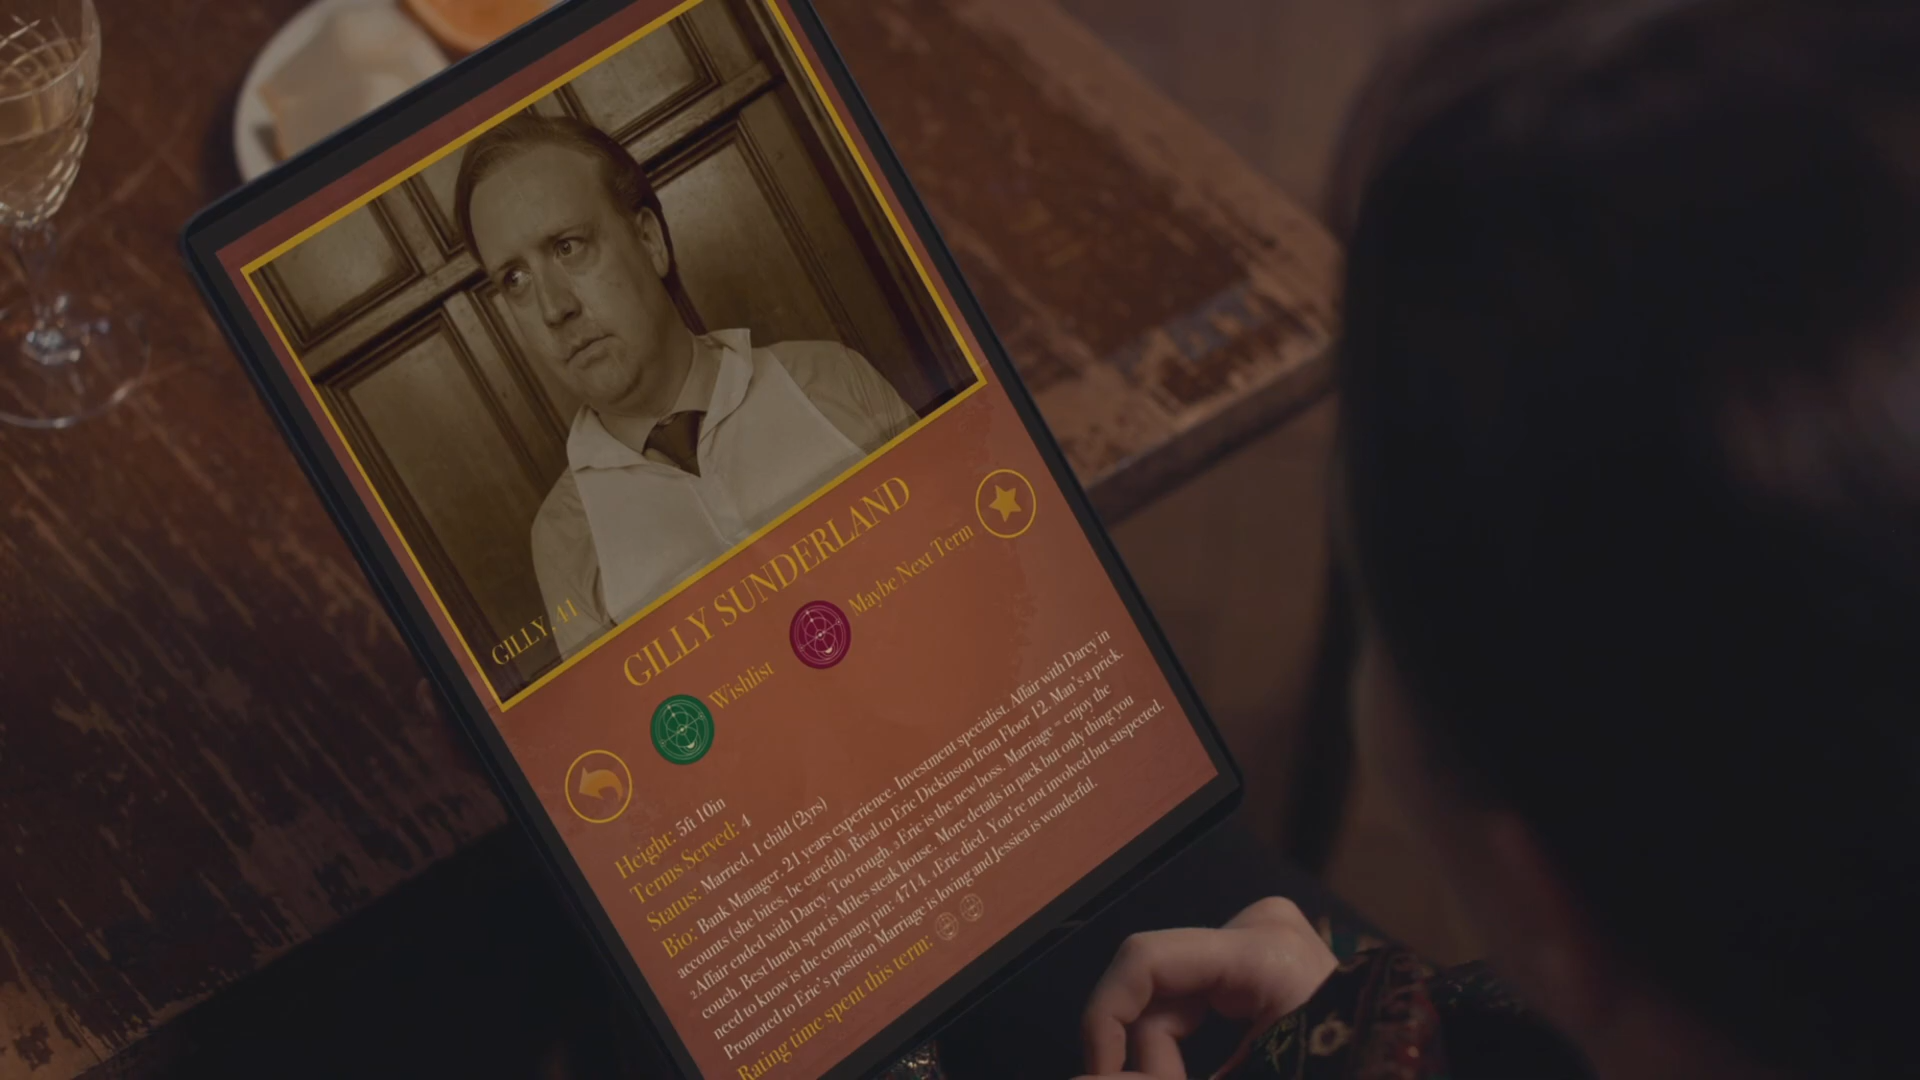 GILLY, 41
GILLY SUNDERLAND
Wishlist
Maybe Next Term
Height: 5ft 10in
Terms Served: 4
Status: Married, 1 child (2yrs)
Bio: Bank Manager. 21 years experience. Investment specialist. Affair with Darcy in
accounts (she bites, be careful). Rival to Eric Dickinson from Floor 12. Man's a prick.
2 Affair ended with Darcy. Too rough. 3 Eric is the new boss. Marriage = enjoy the
couch. Best lunch spot is Miles steak house. More details in pack but only thing you
need to know is the company pin: 4714. 4 Eric died. You're not involved but suspected.
Promoted to Eric's position Marriage is loving and Jessica is wonderful.
Rating time spent this term: